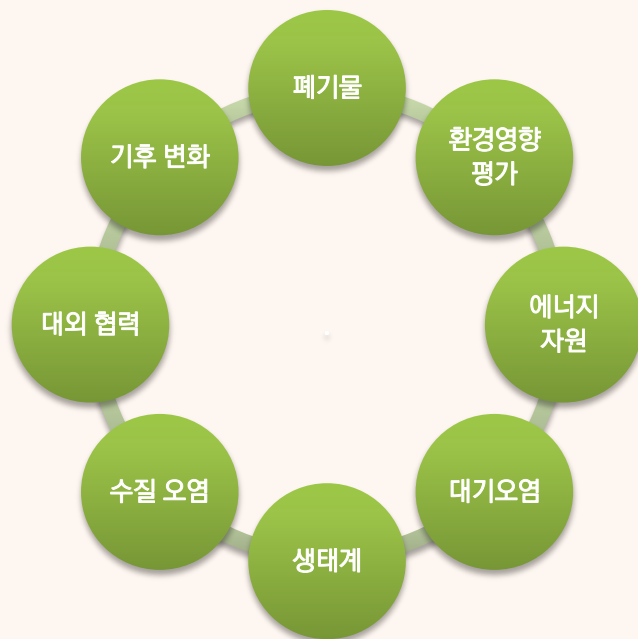 폐기물
환경영향
평가
에너지
자원
대기오염
생태계
수질 오염
대외 협력
기후 변화